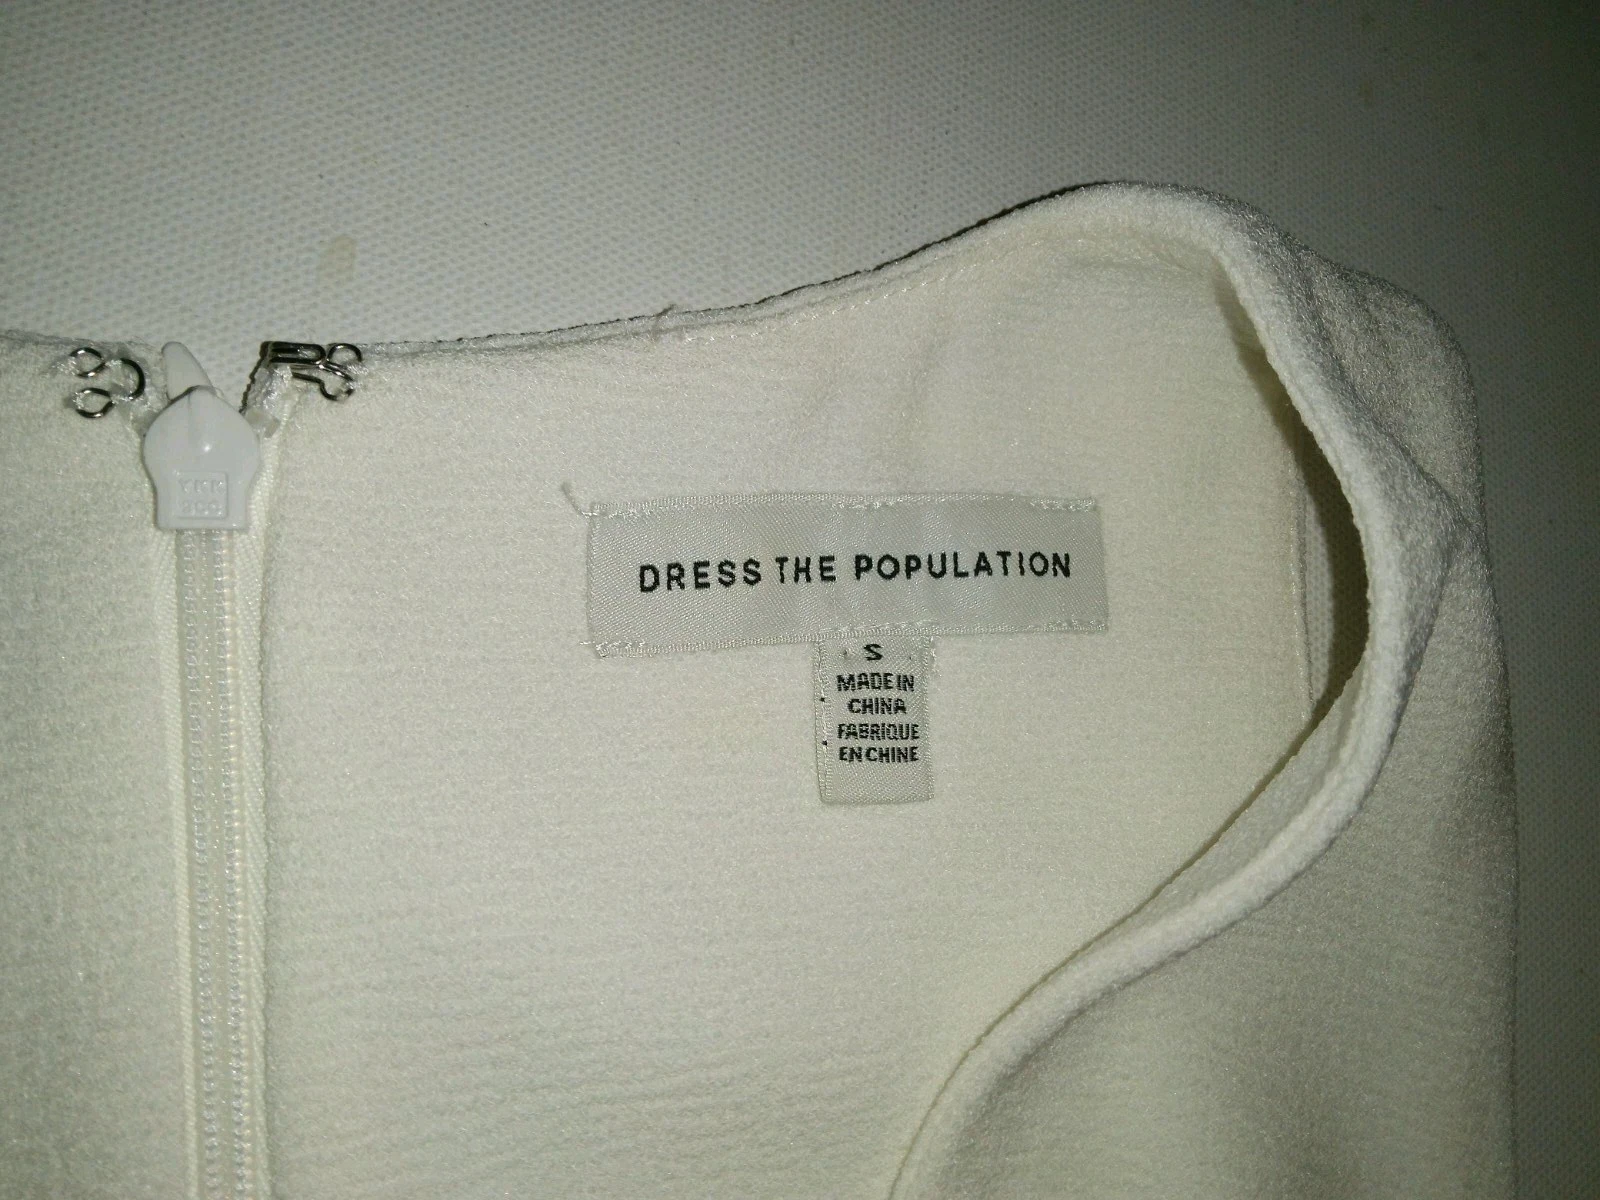 DRESS THE POPULATION
S
MADE IN
CHINA
FABRIQUE
EN CHINE